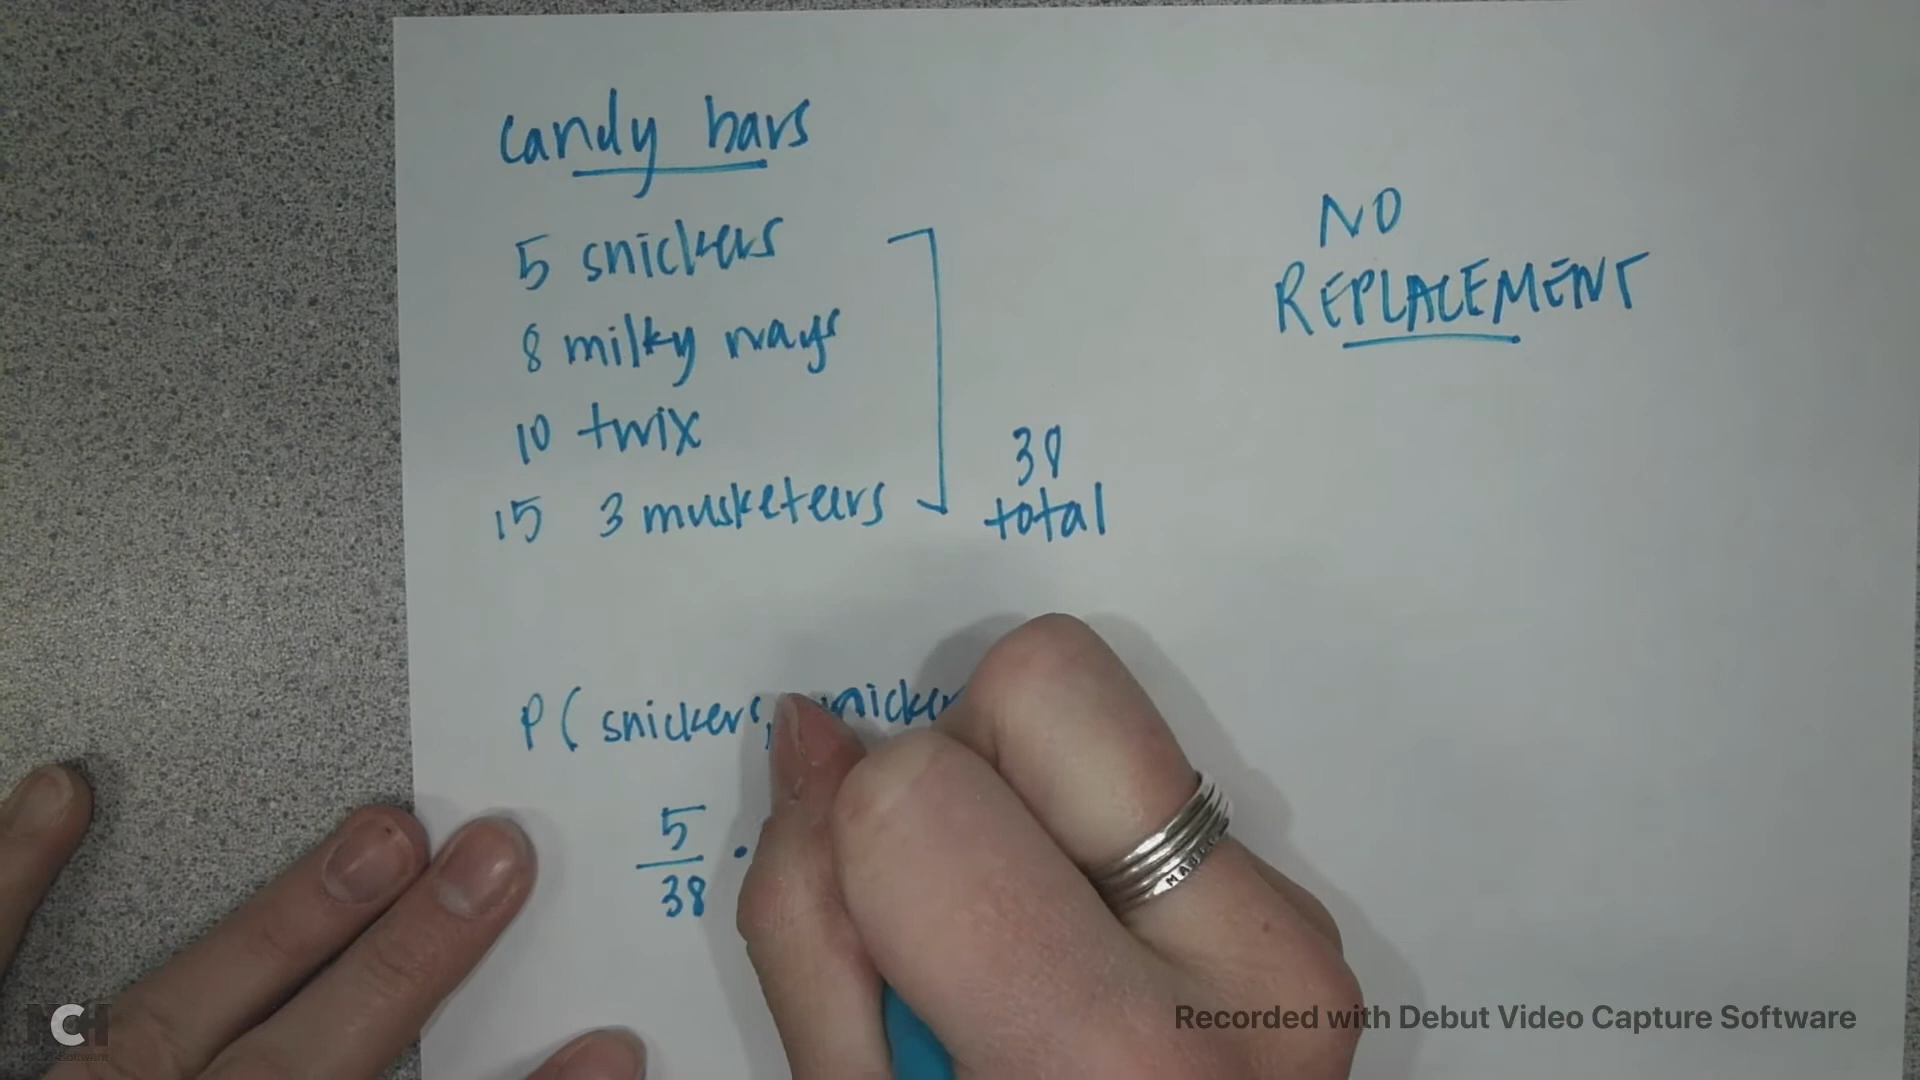 candy bars
5 snickers
8 milky ways
10 twix
15 3 musketeers
38
total
NO
REPLACEMENT
P( snickers,
5
38
·
Recorded with Debut Video Capture Software